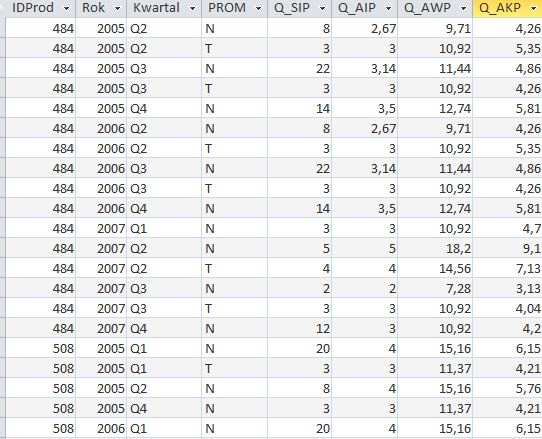 IDProd Rok Kwartal PROM Q_SIP Q_AIP Q_AWP Q_AKP
484 2005 Q2 N 8 2,67 9,71 4,26
484 2005 Q2 T 3 3 10,92 5,35
484 2005 Q3 N 22 3,14 11,44 4,86
484 2005 Q3 T 3 3 10,92 4,26
484 2005 Q4 N 14 3,5 12,74 5,81
484 2006 Q2 N 8 2,67 9,71 4,26
484 2006 Q2 T 3 3 10,92 5,35
484 2006 Q3 N 22 3,14 11,44 4,86
484 2006 Q3 T 3 3 10,92 4,26
484 2006 Q4 N 14 3,5 12,74 5,81
484 2007 Q1 N 3 3 10,92 4,7
484 2007 Q2 N 5 5 18,2 9,1
484 2007 Q2 T 4 4 14,56 7,13
484 2007 Q3 N 2 2 7,28 3,13
484 2007 Q3 T 3 3 10,92 4,04
484 2007 Q4 N 12 3 10,92 4,2
508 2005 Q1 N 20 4 15,16 6,15
508 2005 Q1 T 3 3 11,37 4,21
508 2005 Q2 N 8 4 15,16 5,76
508 2005 Q4 N 3 3 11,37 4,21
508 2006 Q1 N 20 4 15,16 6,15